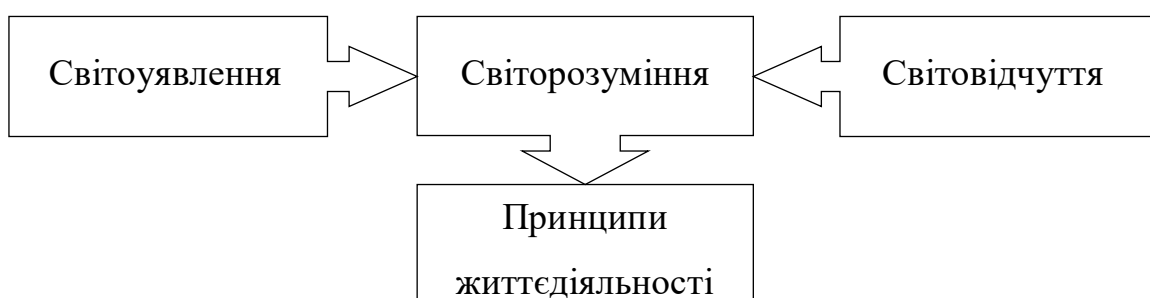 Світоуявлення
Світорозуміння
Світовідчуття
Принципи
життєдіяльності